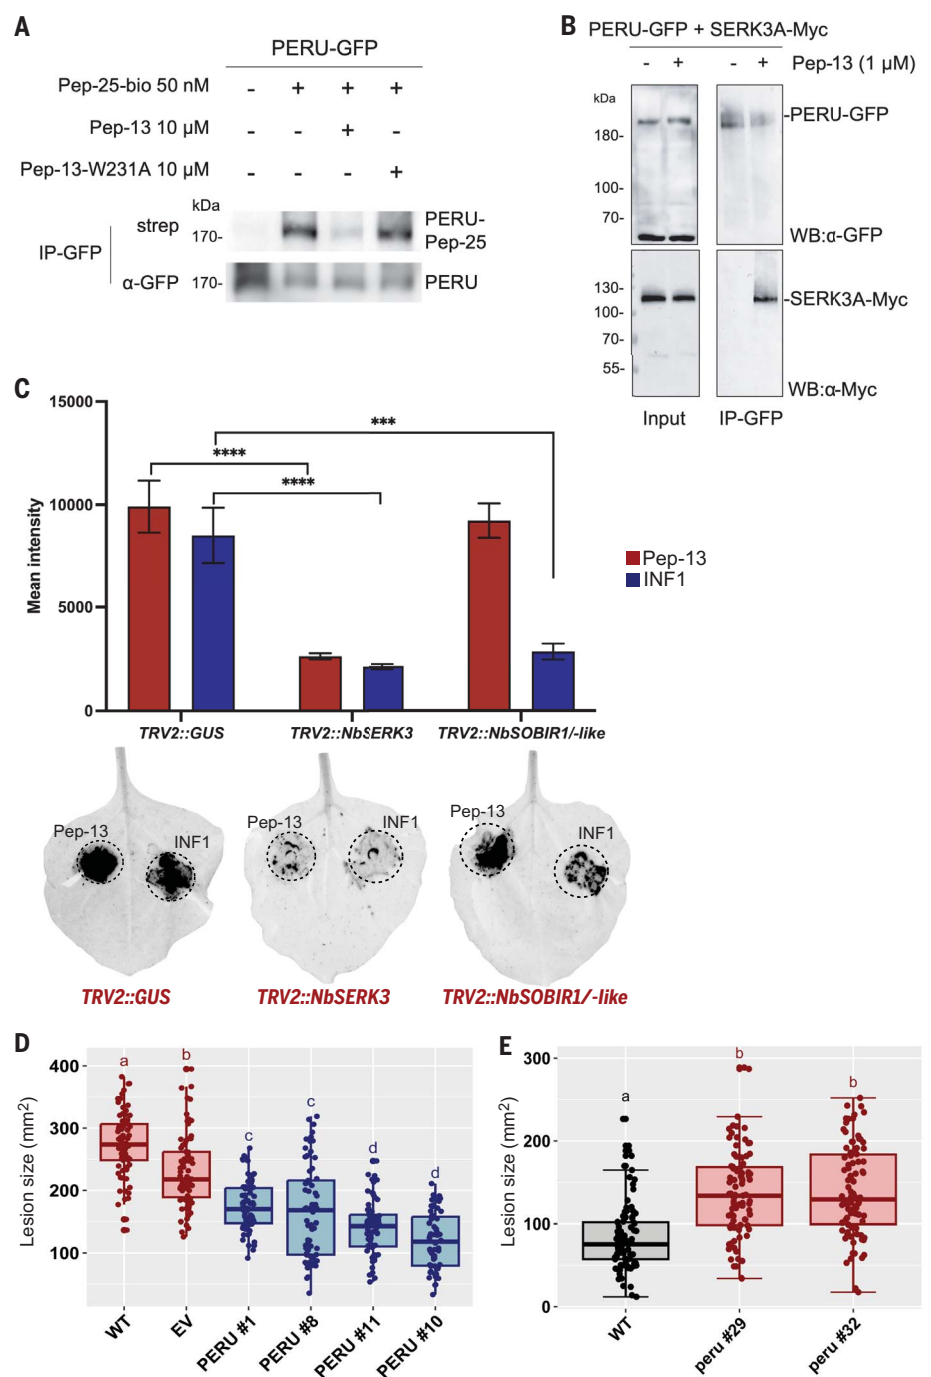 A
PERU-GFP
Pep-25-bio 50 nM - + + +
Pep-13 10 µM - - + -
Pep-13-W231A 10 µM - - - +
kDa
IP-GFP
strep 170- PERU-Pep-25
α-GFP 170- PERU
B
PERU-GFP + SERK3A-Myc
- + - + Pep-13 (1 µM)
kDa
-PERU-GFP
180-
100-
70-
WB:α-GFP
130-
-SERK3A-Myc
100-
70-
55-
WB:α-Myc
Input IP-GFP
C
15000
10000
5000
0
Mean intensity
****
****
***
Pep-13
INF1
TRV2::GUS TRV2::NbSERK3 TRV2::NbSOBIR1/-like
Pep-13 INF1
Pep-13 INF1
Pep-13 INF1
TRV2::GUS TRV2::NbSERK3 TRV2::NbSOBIR1/-like
D
400
300
200
100
Lesion size (mm²)
a b c c d d
WT EV PERU #1 PERU #8 PERU #11 PERU #10
E
300
200
100
0
Lesion size (mm²)
a b b
WT peru #29 peru #32